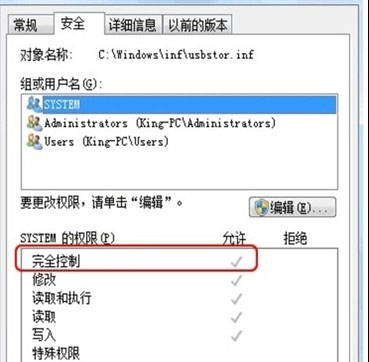 常规 安全 详细信息 以前的版本
对象名称: C:\Windows\inf\usbstor.inf
组或用户名(G):
SYSTEM
Administrators (King-PC\Administrators)
Users (King-PC\Users)
要更改权限，请单击“编辑”。 编辑(E)...
SYSTEM 的权限(P) 允许 拒绝
完全控制
修改
读取和执行
读取
写入
特殊权限